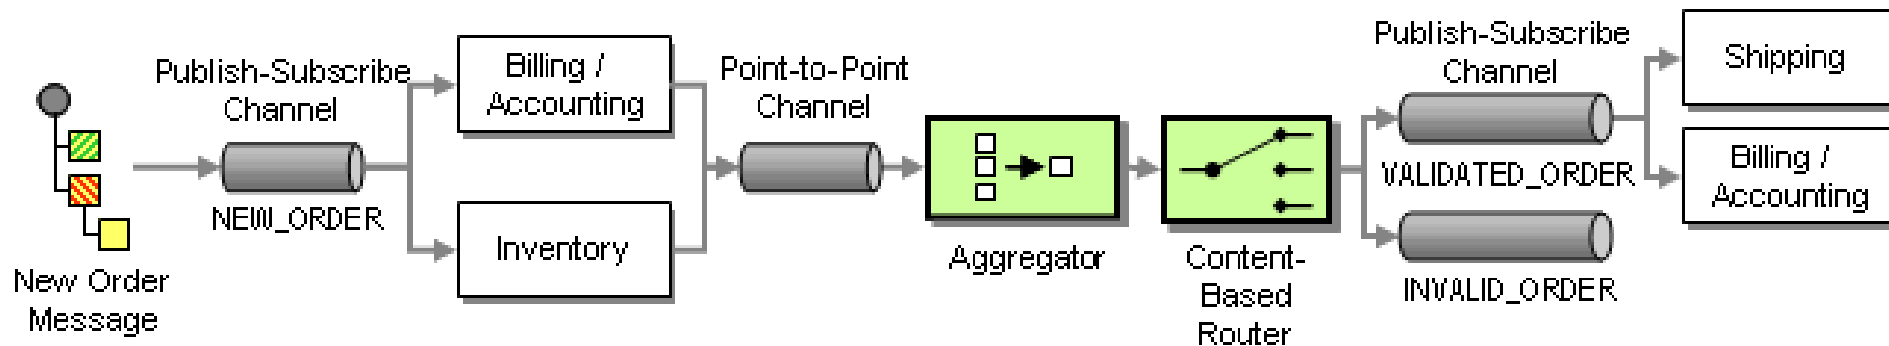 New Order
Message
Publish-Subscribe
Channel
NEW_ORDER
Billing /
Accounting
Inventory
Point-to-Point
Channel
Aggregator
Content-
Based
Router
Publish-Subscribe
Channel
VALIDATED_ORDER
INVALID_ORDER
Shipping
Billing /
Accounting